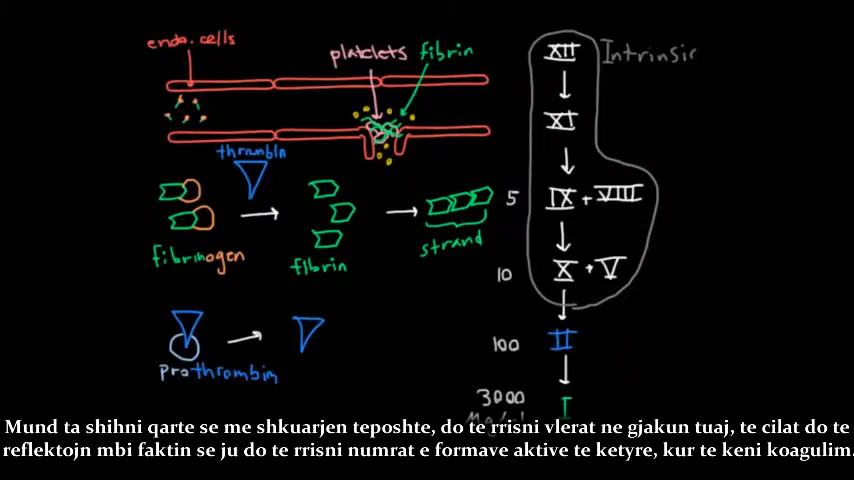 endo. cells
platelets
fibrin
thrombin
fibrinogen
fibrin
strand
prothrombin
XII
Intrinsic
XI
5 IX + VIII
10 X + V
100 II
3000 I
Mund ta shihni qarte se me shkuarjen teposhte, do te rrisni vlerat ne gjakun tuaj, te cilat do te
reflektojn mbi faktin se ju do te rrisni numrat e formave aktive te ketyre, kur te keni koagulim.